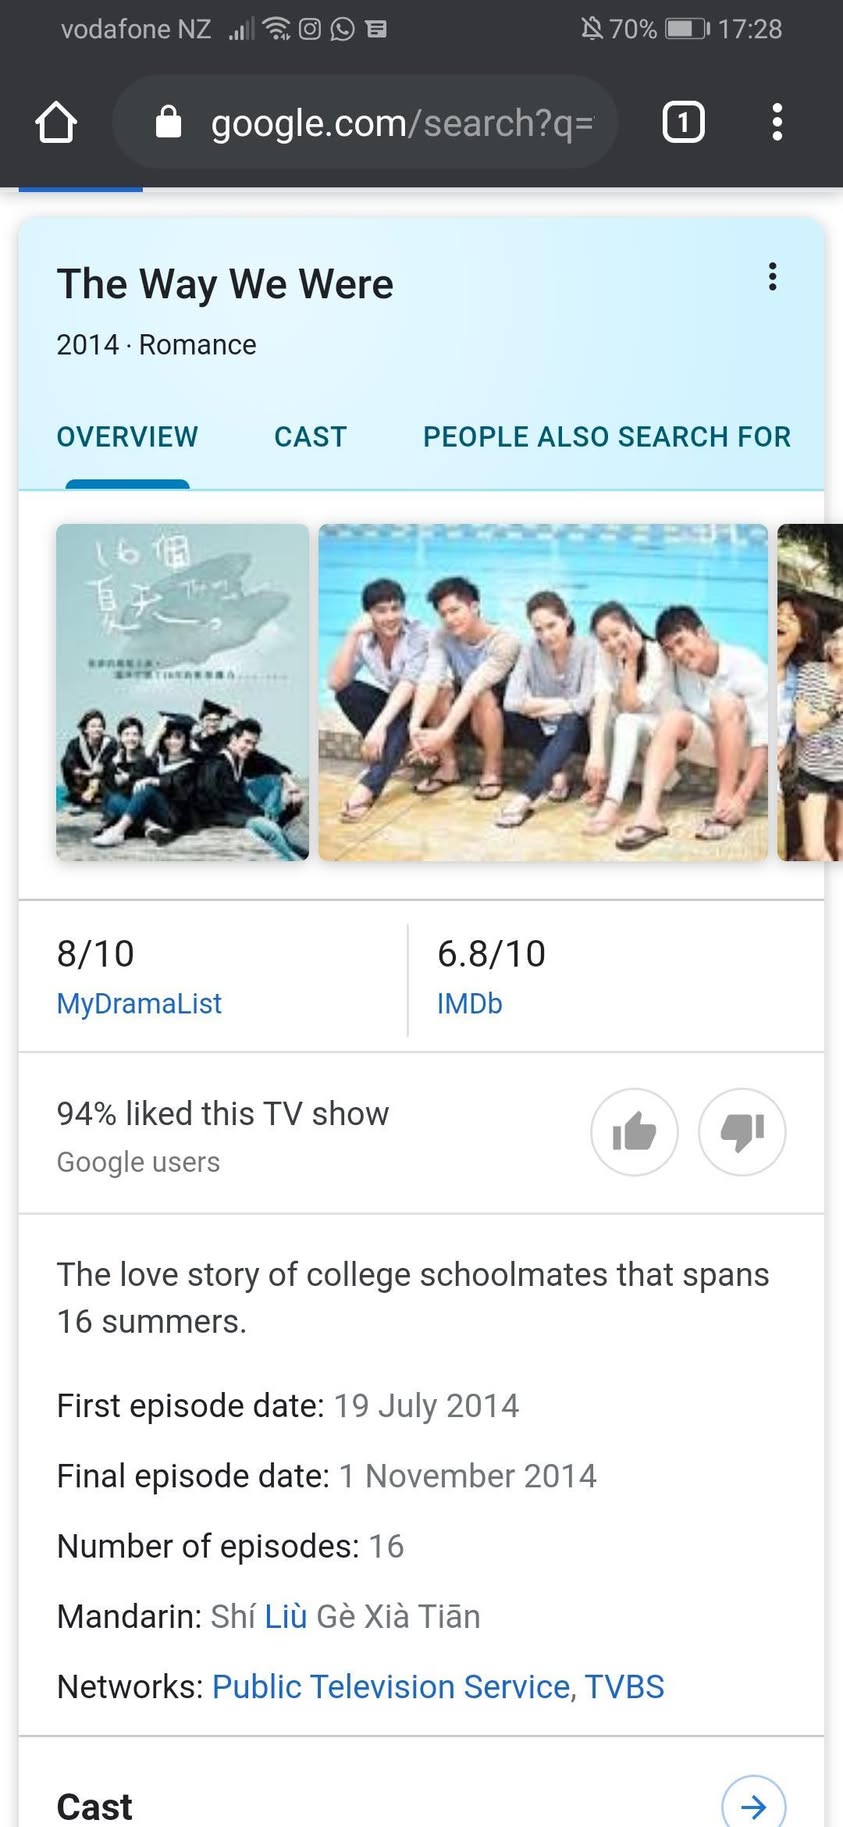 vodafone NZ 70% 17:28
google.com/search?q=
1
The Way We Were
2014 · Romance
OVERVIEW CAST PEOPLE ALSO SEARCH FOR
16個
夏天
8/10 6.8/10
MyDramaList IMDb
94% liked this TV show
Google users
The love story of college schoolmates that spans
16 summers.
First episode date: 19 July 2014
Final episode date: 1 November 2014
Number of episodes: 16
Mandarin: Shí Liù Gè Xià Tiān
Networks: Public Television Service, TVBS
Cast